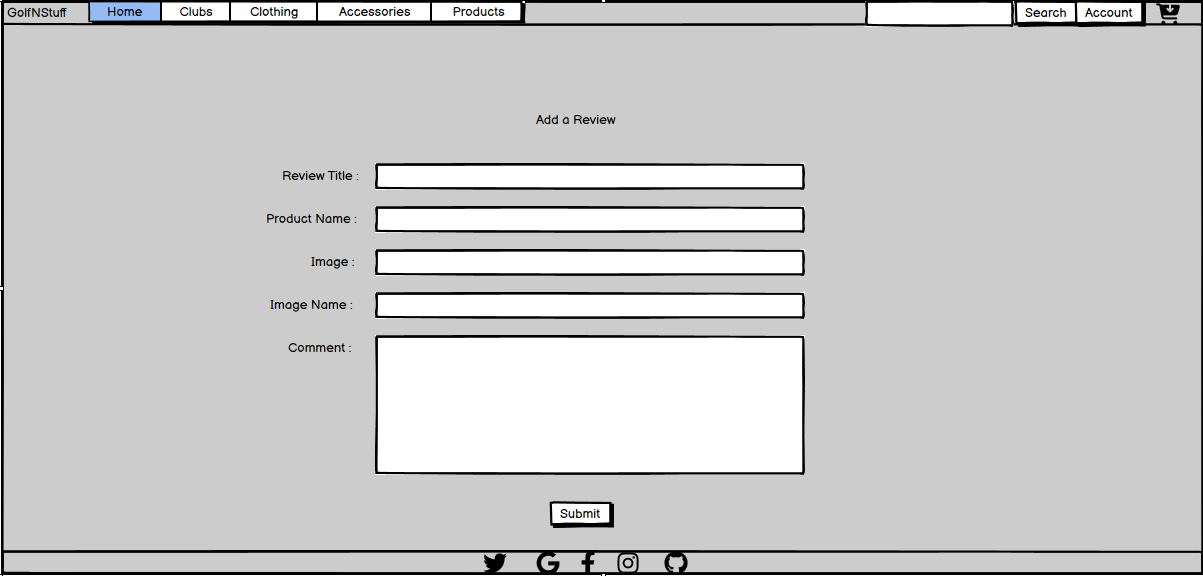 GolfNStuff Home Clubs Clothing Accessories Products Search Account
Add a Review
Review Title :
Product Name :
Image :
Image Name :
Comment :
Submit